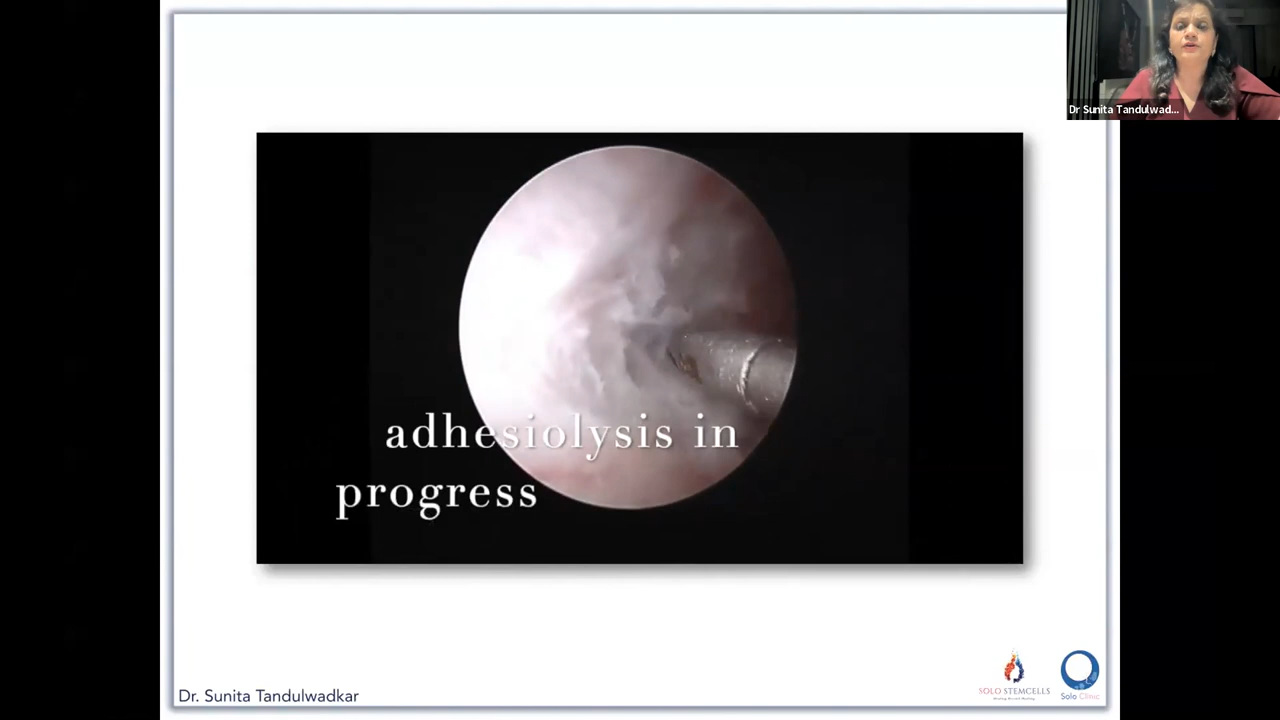 Dr Sunita Tandulwad...
adhesiolysis in
progress
Dr. Sunita Tandulwadkar
SOLO STEMCELLS
Solo Clinic